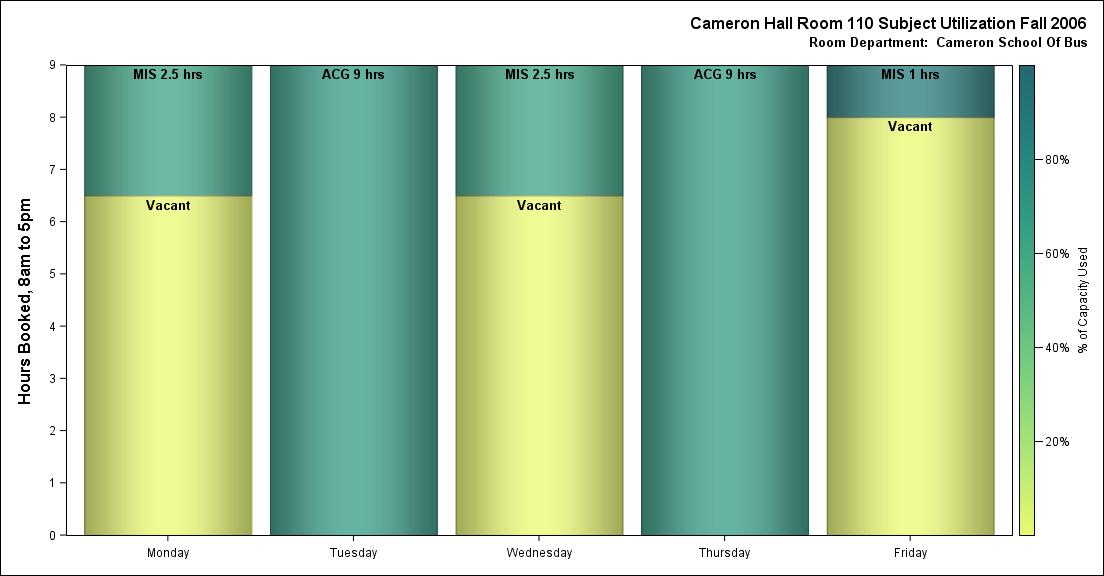 Cameron Hall Room 110 Subject Utilization Fall 2006
Room Department:  Cameron School Of Bus
Hours Booked, 8am to 5pm
9
8
7
6
5
4
3
2
1
0
MIS 2.5 hrs
Vacant
ACG 9 hrs
MIS 2.5 hrs
Vacant
ACG 9 hrs
MIS 1 hrs
Vacant
Monday
Tuesday
Wednesday
Thursday
Friday
80%
60%
40%
20%
% of Capacity Used